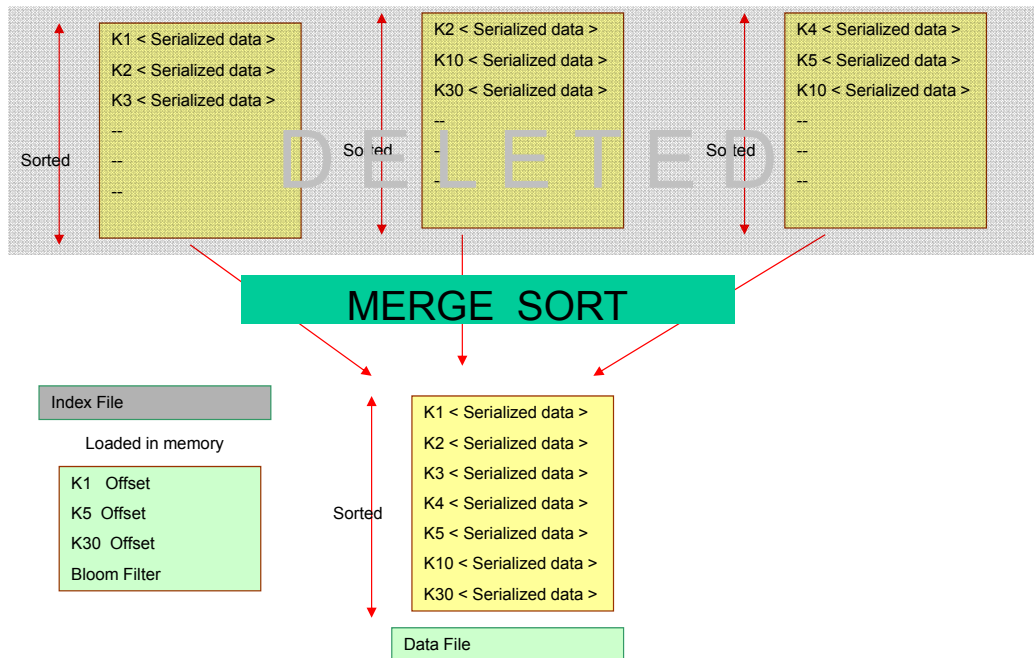 K1 < Serialized data >
K2 < Serialized data >
K3 < Serialized data >
--
--
--
Sorted
K2 < Serialized data >
K10 < Serialized data >
K30 < Serialized data >
--
-
-
Sorted
K4 < Serialized data >
K5 < Serialized data >
K10 < Serialized data >
--
--
--
Sorted
DELETED
MERGE SORT
Index File
Loaded in memory
K1 Offset
K5 Offset
K30 Offset
Bloom Filter
Sorted
K1 < Serialized data >
K2 < Serialized data >
K3 < Serialized data >
K4 < Serialized data >
K5 < Serialized data >
K10 < Serialized data >
K30 < Serialized data >
Data File